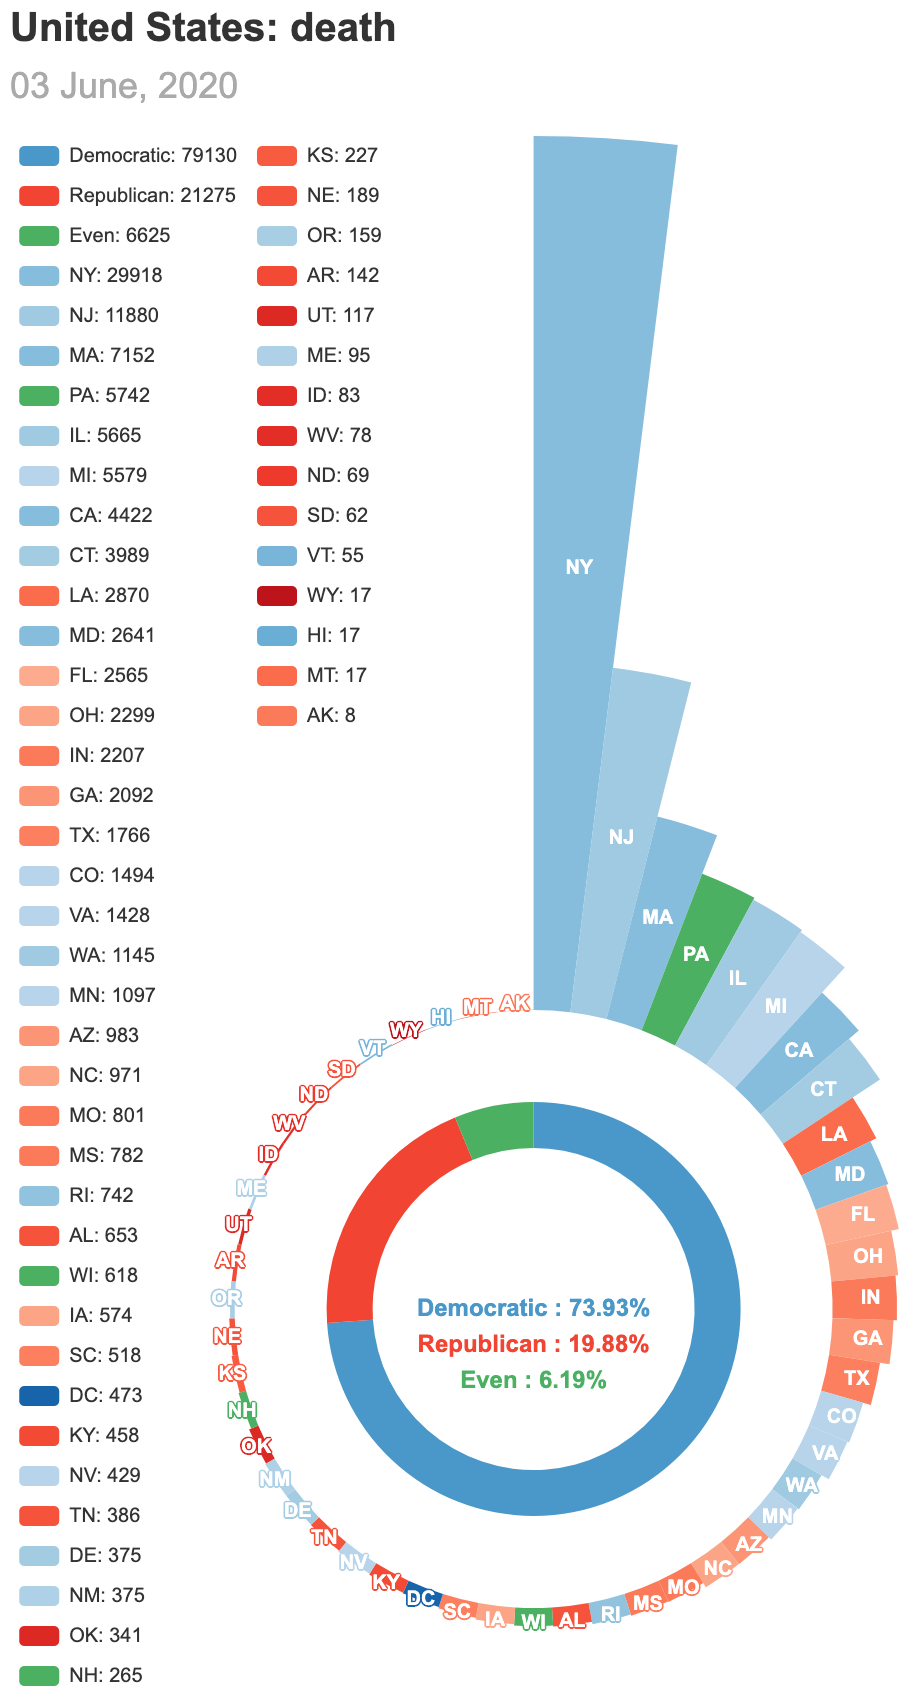 United States: death
03 June, 2020
Democratic: 79130
Republican: 21275
Even: 6625
NY: 29918
NJ: 11880
MA: 7152
PA: 5742
IL: 5665
MI: 5579
CA: 4422
CT: 3989
LA: 2870
MD: 2641
FL: 2565
OH: 2299
IN: 2207
GA: 2092
TX: 1766
CO: 1494
VA: 1428
WA: 1145
MN: 1097
AZ: 983
NC: 971
MO: 801
MS: 782
RI: 742
AL: 653
WI: 618
IA: 574
SC: 518
DC: 473
KY: 458
NV: 429
TN: 386
DE: 375
NM: 375
OK: 341
NH: 265
KS: 227
NE: 189
OR: 159
AR: 142
UT: 117
ME: 95
ID: 83
WV: 78
ND: 69
SD: 62
VT: 55
WY: 17
HI: 17
MT: 17
AK: 8
NY
NJ
MA
PA
IL
MI
CA
CT
LA
MD
FL
OH
IN
GA
TX
CO
VA
WA
MN
AZ
NC
MO
MS
RI
AL
WI
IA
SC
DC
KY
NV
TN
DE
NM
OK
NH
KS
NE
OR
AR
UT
ME
ID
WV
ND
SD
VT
WY
HI
MT
AK
Democratic : 73.93%
Republican : 19.88%
Even : 6.19%